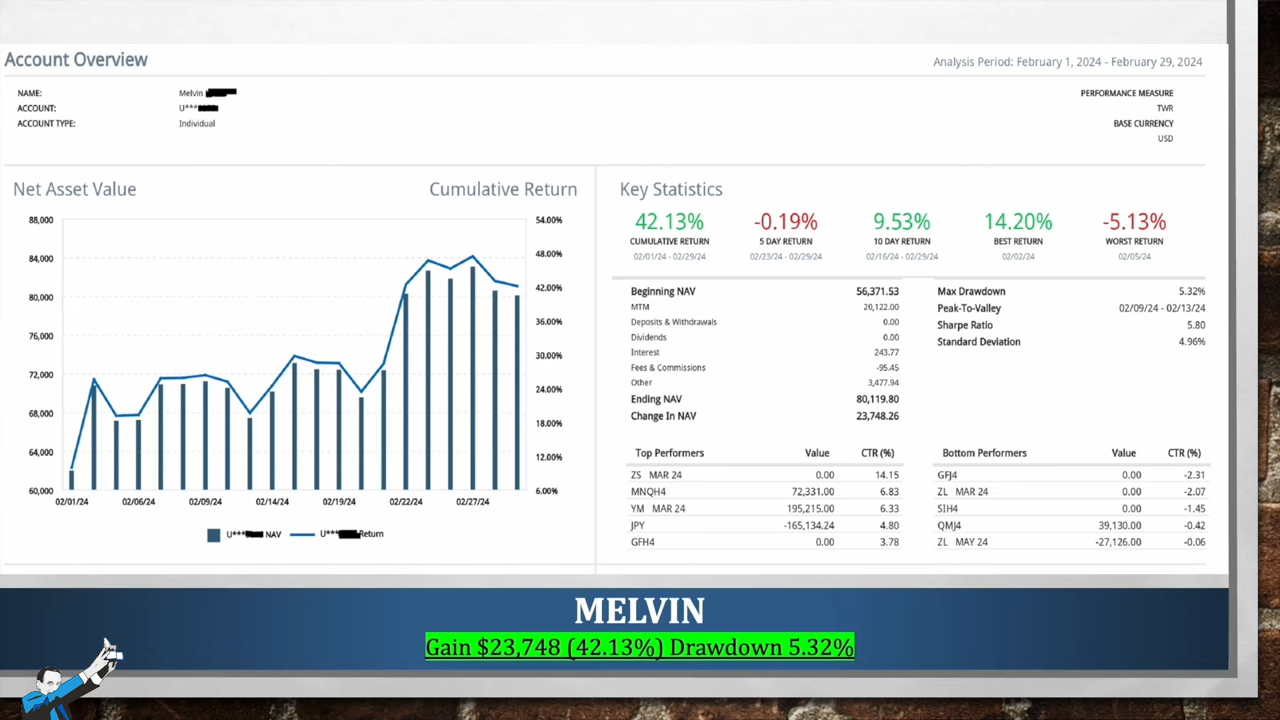 Account Overview
Analysis Period: February 1, 2024 - February 29, 2024
NAME: Melvin
ACCOUNT: U***
ACCOUNT TYPE: Individual
PERFORMANCE MEASURE
TWR
BASE CURRENCY
USD
Net Asset Value Cumulative Return
88,000 54.00%
84,000 48.00%
80,000 42.00%
76,000 36.00%
72,000 30.00%
24.00%
68,000 18.00%
64,000 12.00%
60,000 6.00%
02/01/24 02/06/24 02/09/24 02/14/24 02/19/24 02/22/24 02/27/24
U*** NAV U*** Return
Key Statistics
42.13% -0.19% 9.53% 14.20% -5.13%
CUMULATIVE RETURN 5 DAY RETURN 10 DAY RETURN BEST RETURN WORST RETURN
02/01/24 - 02/29/24 02/23/24 - 02/29/24 02/16/24 - 02/29/24 02/02/24 02/05/24
Beginning NAV 56,371.53
MTM 20,122.00
Deposits & Withdrawals 0.00
Dividends 0.00
Interest 243.77
Fees & Commissions -95.45
Other 3,477.94
Ending NAV 80,119.80
Change In NAV 23,748.26
Max Drawdown 5.32%
Peak-To-Valley 02/09/24 - 02/13/24
Sharpe Ratio 5.80
Standard Deviation 4.96%
Top Performers Value CTR (%)
ZS MAR 24 0.00 14.15
MNQH4 72,331.00 6.83
YM MAR 24 195,215.00 6.33
JPY -165,134.24 4.80
GFH4 0.00 3.78
Bottom Performers Value CTR (%)
GFJ4 0.00 -2.31
ZL MAR 24 0.00 -2.07
SIH4 0.00 -1.45
QMJ4 39,130.00 -0.42
ZL MAY 24 -27,126.00 -0.06
MELVIN
Gain $23,748 (42.13%) Drawdown 5.32%